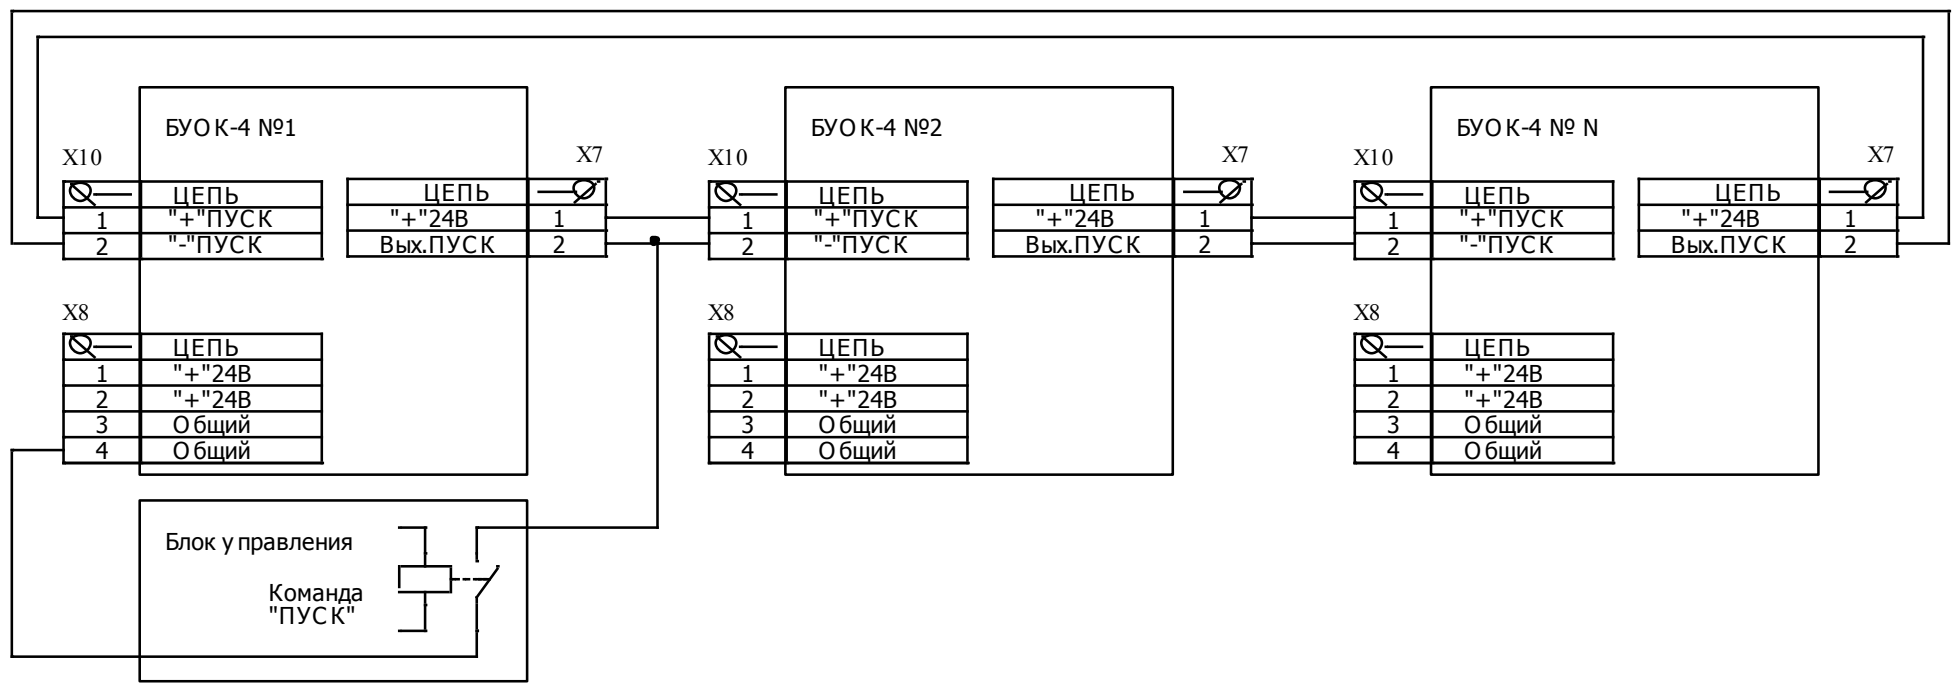 БУОК-4 №1
БУОК-4 №2
БУОК-4 № N
X10
X7
X10
X7
X10
X7
ЦЕПЬ
1 "+"ПУСК
2 "-"ПУСК
ЦЕПЬ
"+"24В 1
Вых.ПУСК 2
ЦЕПЬ
1 "+"ПУСК
2 "-"ПУСК
ЦЕПЬ
"+"24В 1
Вых.ПУСК 2
ЦЕПЬ
1 "+"ПУСК
2 "-"ПУСК
ЦЕПЬ
"+"24В 1
Вых.ПУСК 2
X8
ЦЕПЬ
1 "+"24В
2 "+"24В
3 Общий
4 Общий
X8
ЦЕПЬ
1 "+"24В
2 "+"24В
3 Общий
4 Общий
X8
ЦЕПЬ
1 "+"24В
2 "+"24В
3 Общий
4 Общий
Блок управления
Команда
"ПУСК"